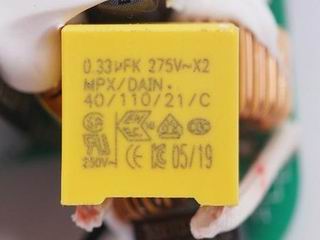 0.33µFK 275V~X2
MPX/DAIN.
40/110/21/C
250V~ 05/19